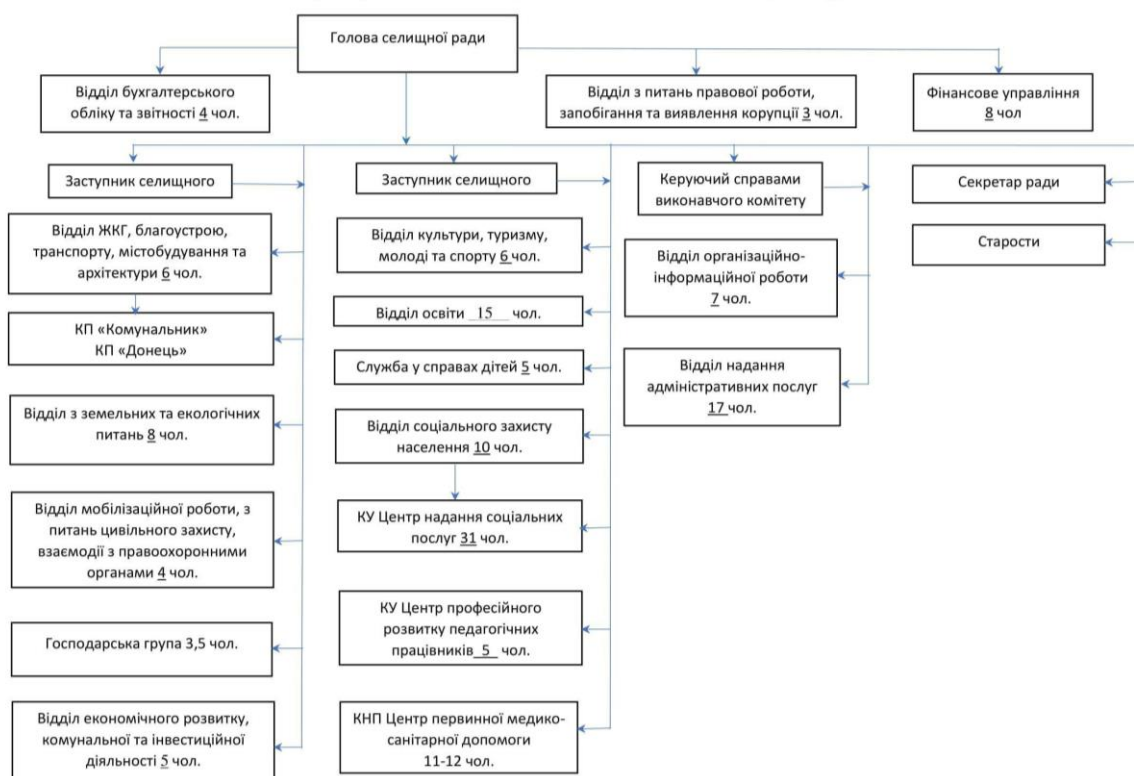 Голова селищної ради
Відділ бухгалтерського
обліку та звітності 4 чол.
Відділ з питань правової роботи,
запобігання та виявлення корупції 3 чол.
Фінансове управління
8 чол
Заступник селищного
Заступник селищного
Керуючий справами
виконавчого комітету
Секретар ради
Старости
Відділ ЖКГ, благоустрою,
транспорту, містобудування та
архітектури 6 чол.
КП «Комунальник»
КП «Донець»
Відділ з земельних та екологічних
питань 8 чол.
Відділ мобілізаційної роботи, з
питань цивільного захисту,
взаємодії з правоохоронними
органами 4 чол.
Господарська група 3,5 чол.
Відділ економічного розвитку,
комунальної та інвестиційної
діяльності 5 чол.
Відділ культури, туризму,
молоді та спорту 6 чол.
Відділ освіти 15 чол.
Служба у справах дітей 5 чол.
Відділ соціального захисту
населення 10 чол.
КУ Центр надання соціальних
послуг 31 чол.
КУ Центр професійного
розвитку педагогічних
працівників 5 чол.
КНП Центр первинної медико-
санітарної допомоги
11-12 чол.
Відділ організаційно-
інформаційної роботи
7 чол.
Відділ надання
адміністративних послуг
17 чол.